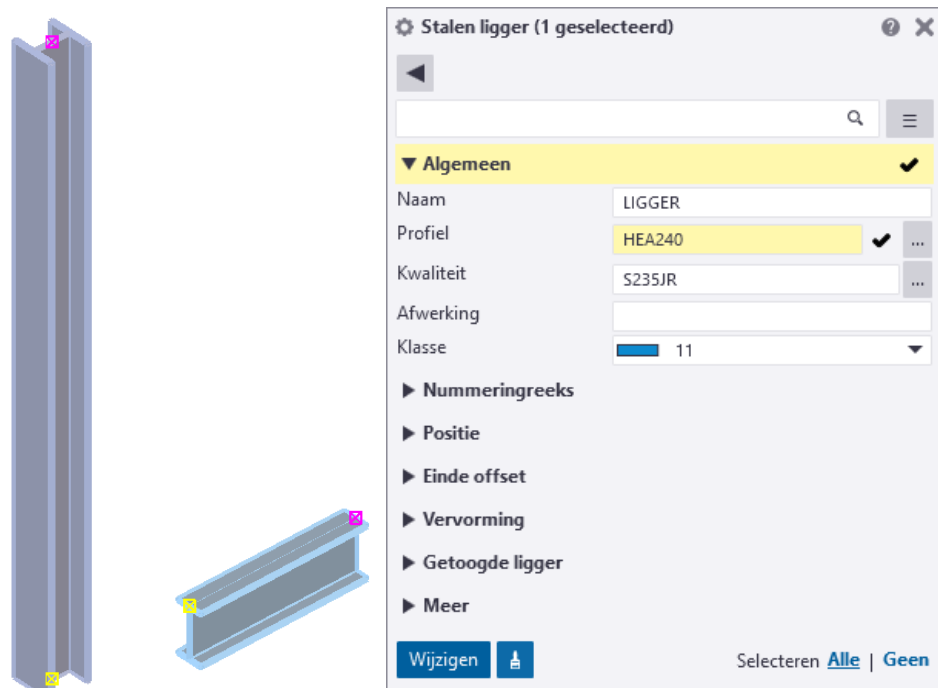 Stalen ligger (1 geselecteerd)
Algemeen
Naam LIGGER
Profiel HEA240 ...
Kwaliteit S235JR ...
Afwerking
Klasse 11
Nummeringreeks
Positie
Einde offset
Vervorming
Getoogde ligger
Meer
Wijzigen Selecteren Alle | Geen